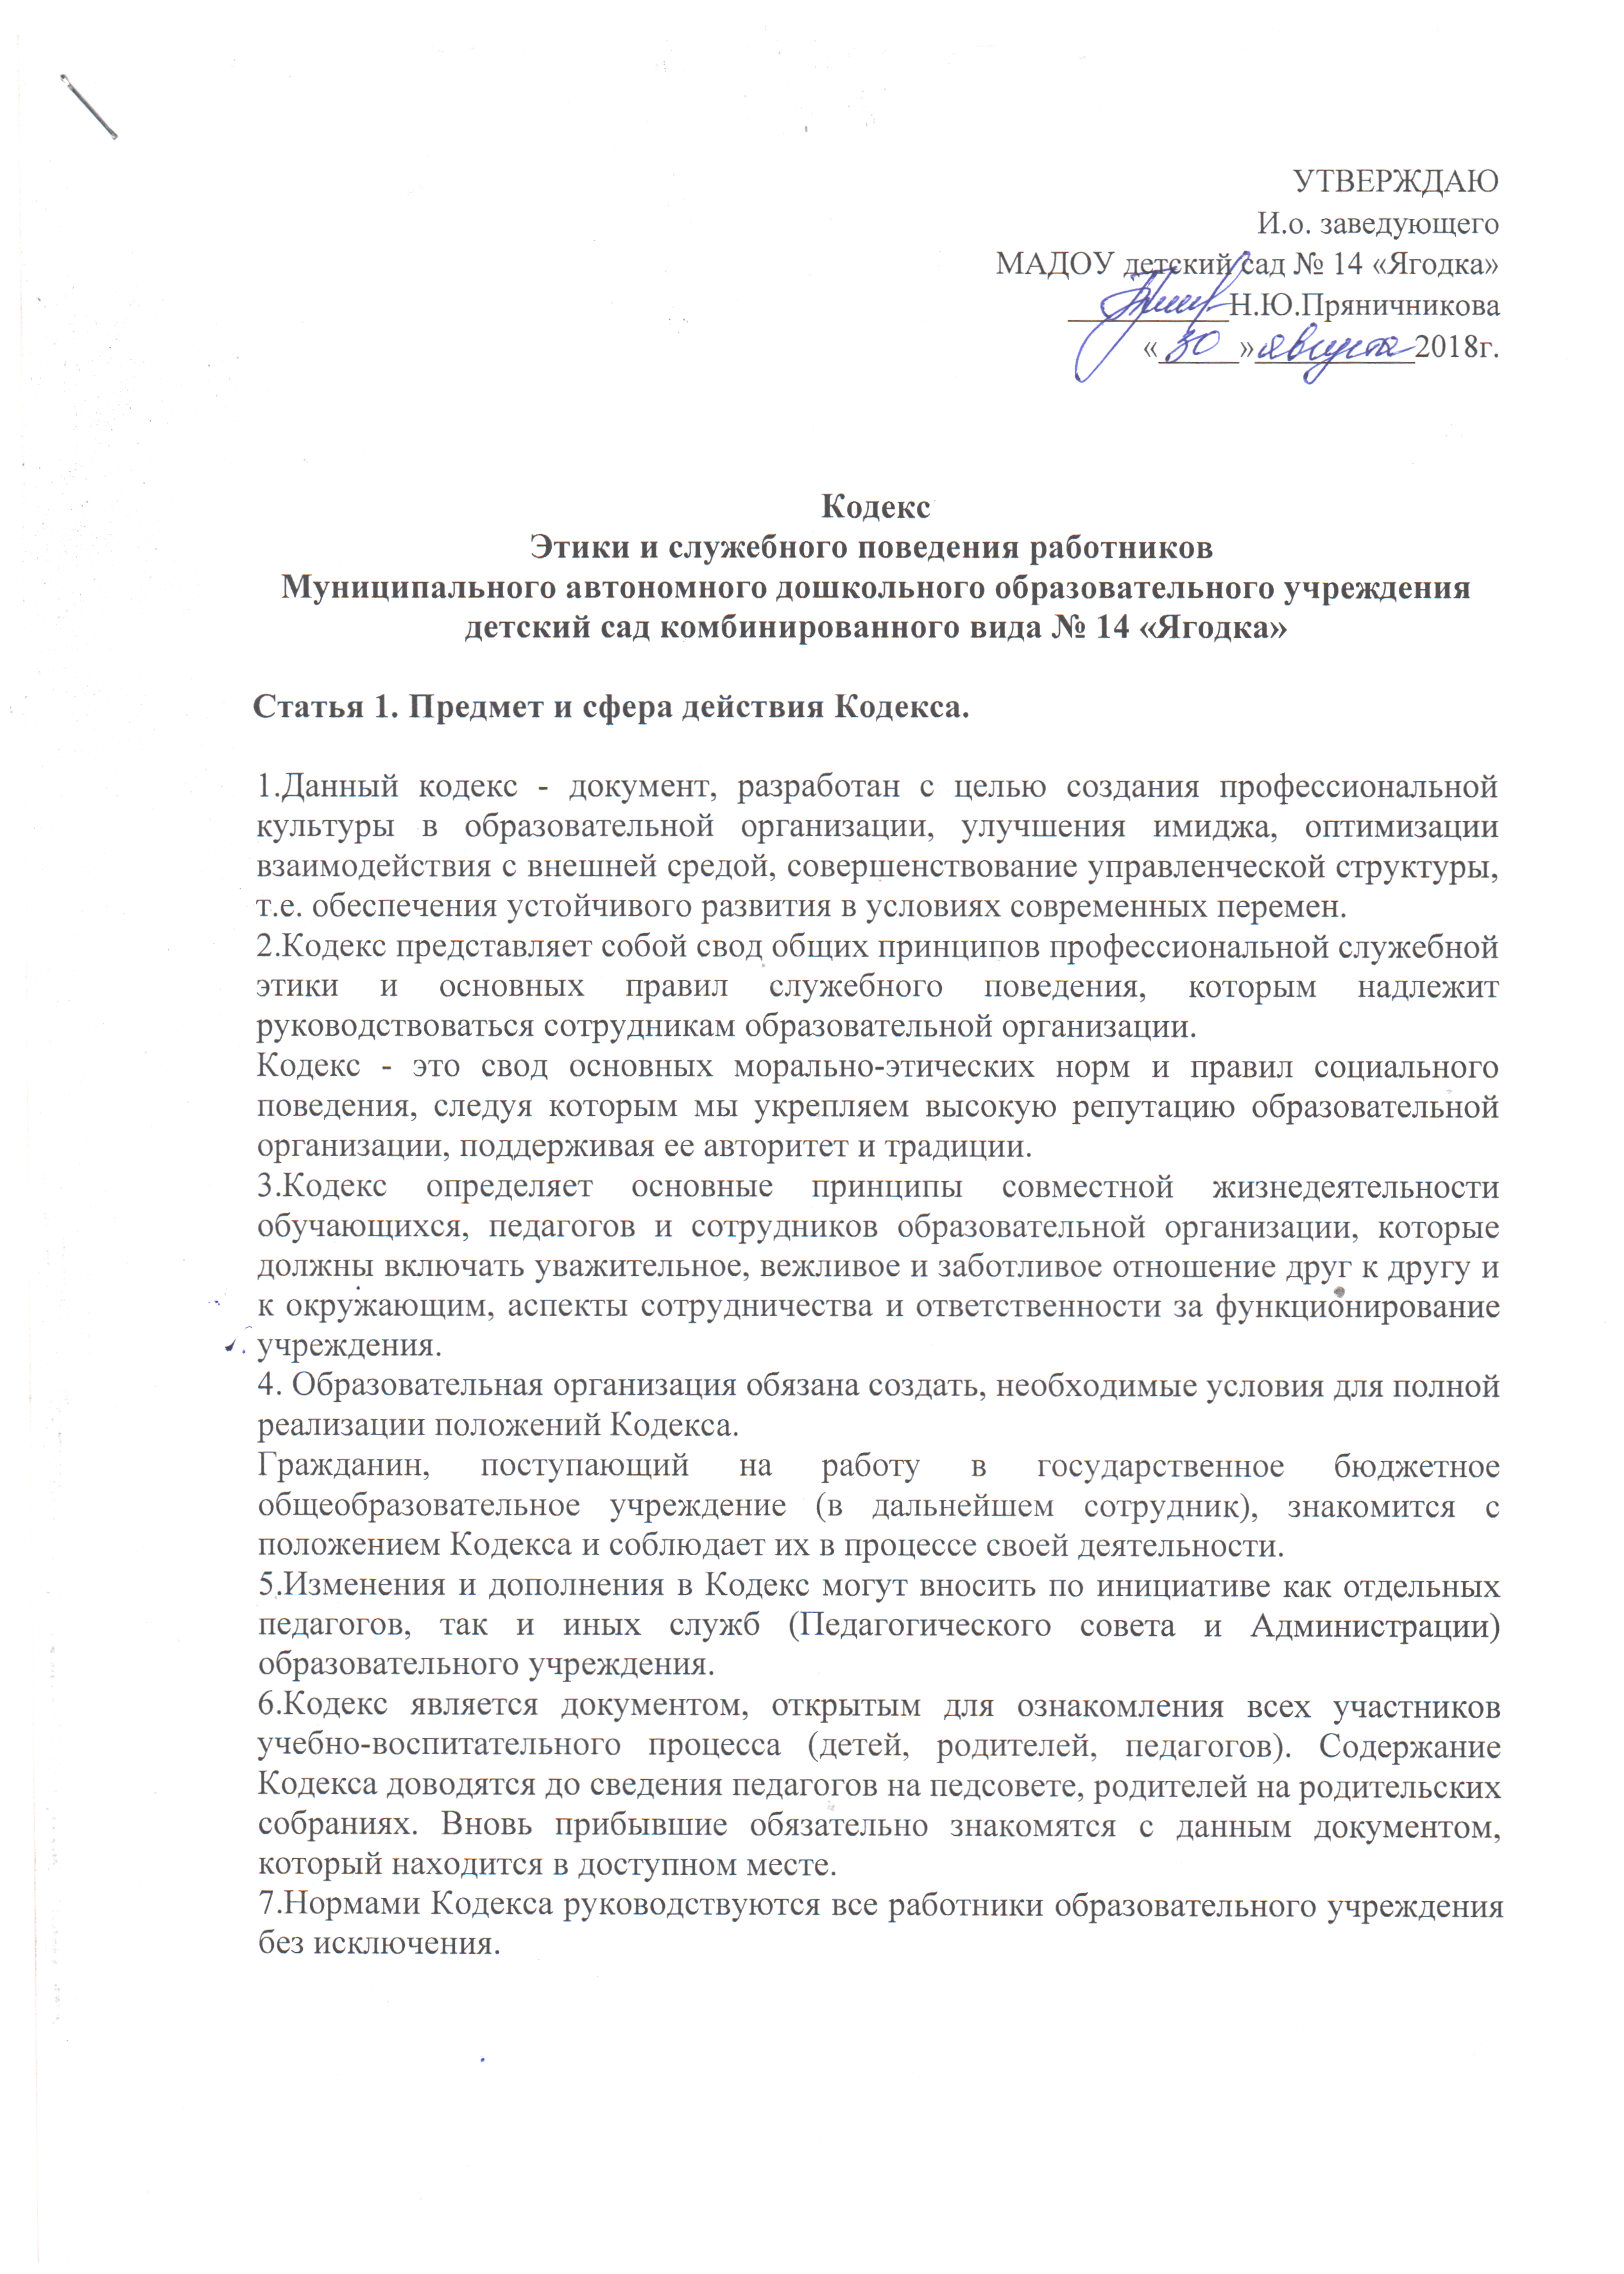 УТВЕРЖДАЮ
И.о. заведующего
МАДОУ детский сад № 14 «Ягодка»
__________Н.Ю.Пряничникова
«30» августа 2018г.
Кодекс
Этики и служебного поведения работников
Муниципального автономного дошкольного образовательного учреждения
детский сад комбинированного вида № 14 «Ягодка»
Статья 1. Предмет и сфера действия Кодекса.
1.Данный кодекс - документ, разработан с целью создания профессиональной
культуры в образовательной организации, улучшения имиджа, оптимизации
взаимодействия с внешней средой, совершенствование управленческой структуры,
т.е. обеспечения устойчивого развития в условиях современных перемен.
2.Кодекс представляет собой свод общих принципов профессиональной служебной
этики и основных правил служебного поведения, которым надлежит
руководствоваться сотрудникам образовательной организации.
Кодекс - это свод основных морально-этических норм и правил социального
поведения, следуя которым мы укрепляем высокую репутацию образовательной
организации, поддерживая ее авторитет и традиции.
3.Кодекс определяет основные принципы совместной жизнедеятельности
обучающихся, педагогов и сотрудников образовательной организации, которые
должны включать уважительное, вежливое и заботливое отношение друг к другу и
к окружающим, аспекты сотрудничества и ответственности за функционирование
учреждения.
4. Образовательная организация обязана создать, необходимые условия для полной
реализации положений Кодекса.
Гражданин, поступающий на работу в государственное бюджетное
общеобразовательное учреждение (в дальнейшем сотрудник), знакомится с
положением Кодекса и соблюдает их в процессе своей деятельности.
5.Изменения и дополнения в Кодекс могут вносить по инициативе как отдельных
педагогов, так и иных служб (Педагогического совета и Администрации)
образовательного учреждения.
6.Кодекс является документом, открытым для ознакомления всех участников
учебно-воспитательного процесса (детей, родителей, педагогов). Содержание
Кодекса доводятся до сведения педагогов на педсовете, родителей на родительских
собраниях. Вновь прибывшие обязательно знакомятся с данным документом,
который находится в доступном месте.
7.Нормами Кодекса руководствуются все работники образовательного учреждения
без исключения.